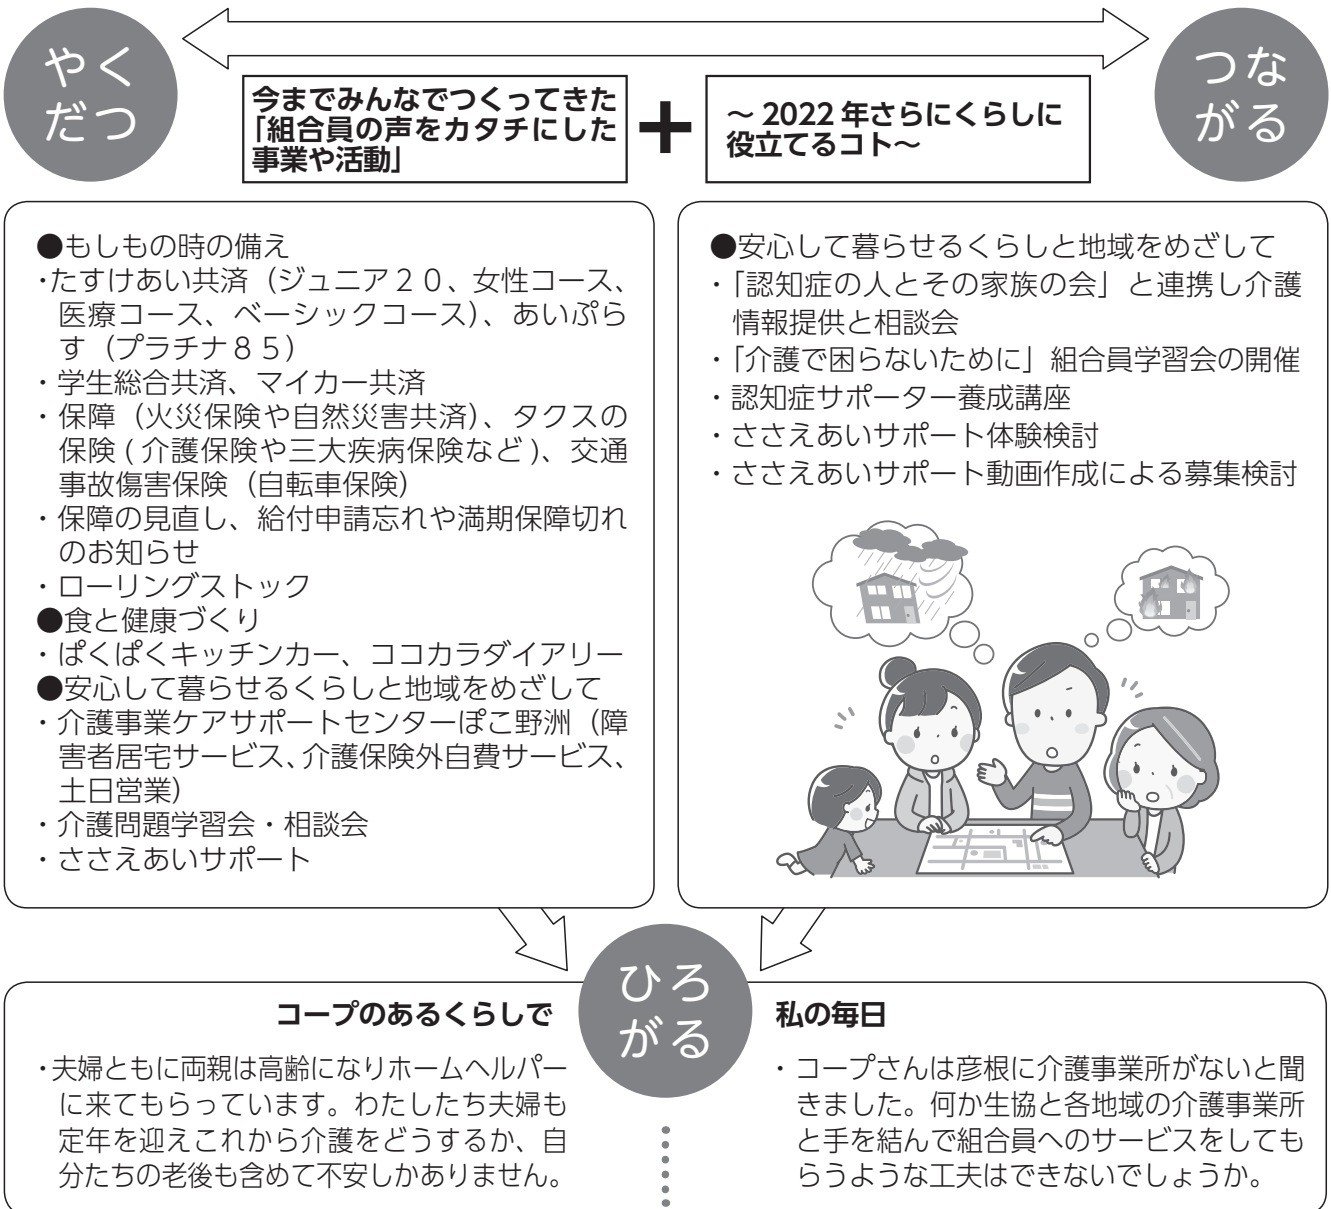 やく
だつ
つな
がる
今までみんなでつくってきた
「組合員の声をカタチにした
事業や活動」
+
～ 2022 年さらにくらしに
役立てるコト～
●もしもの時の備え
・たすけあい共済（ジュニア２０、女性コース、
医療コース、ベーシックコース）、あいぷら
す（プラチナ８５）
・学生総合共済、マイカー共済
・保障（火災保険や自然災害共済）、タクスの
保険 ( 介護保険や三大疾病保険など )、交通
事故傷害保険（自転車保険）
・保障の見直し、給付申請忘れや満期保障切れ
のお知らせ
・ローリングストック
●食と健康づくり
・ぱくぱくキッチンカー、ココカラダイアリー
●安心して暮らせるくらしと地域をめざして
・介護事業ケアサポートセンターぽこ野洲（障
害者居宅サービス、介護保険外自費サービス、
土日営業）
・介護問題学習会・相談会
・ささえあいサポート
●安心して暮らせるくらしと地域をめざして
・「認知症の人とその家族の会」と連携し介護
情報提供と相談会
・「介護で困らないために」組合員学習会の開催
・認知症サポーター養成講座
・ささえあいサポート体験検討
・ささえあいサポート動画作成による募集検討
ひろ
がる
コープのあるくらしで
・夫婦ともに両親は高齢になりホームヘルパー
に来てもらっています。わたしたち夫婦も
定年を迎えこれから介護をどうするか、自
分たちの老後も含めて不安しかありません。
私の毎日
・コープさんは彦根に介護事業所がないと聞
きました。何か生協と各地域の介護事業所
と手を結んで組合員へのサービスをしても
らうような工夫はできないでしょうか。